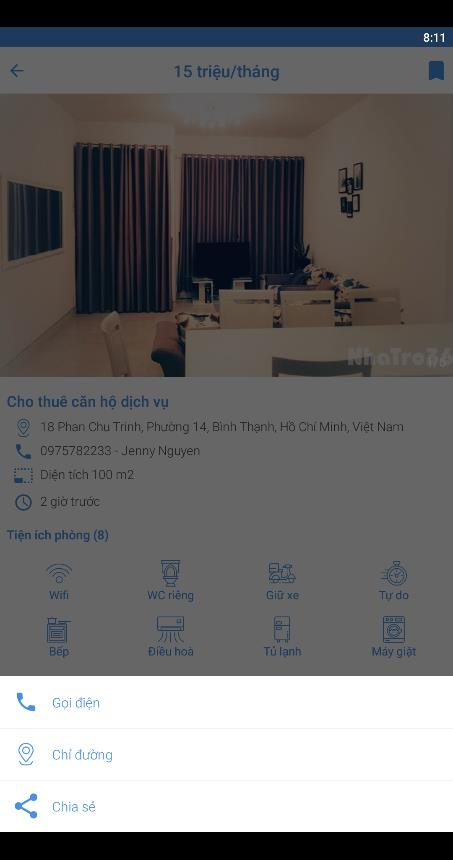 8:11
15 triệu/tháng
NhaTro36
Cho thuê căn hộ dịch vụ
18 Phan Chu Trinh, Phường 14, Bình Thạnh, Hồ Chí Minh, Việt Nam
0975782233 - Jenny Nguyen
Diện tích 100 m2
2 giờ trước
Tiện ích phòng (8)
Wifi WC riêng Giữ xe Tự do
Bếp Điều hoà Tủ lạnh Máy giặt
Gọi điện
Chỉ đường
Chia sẻ